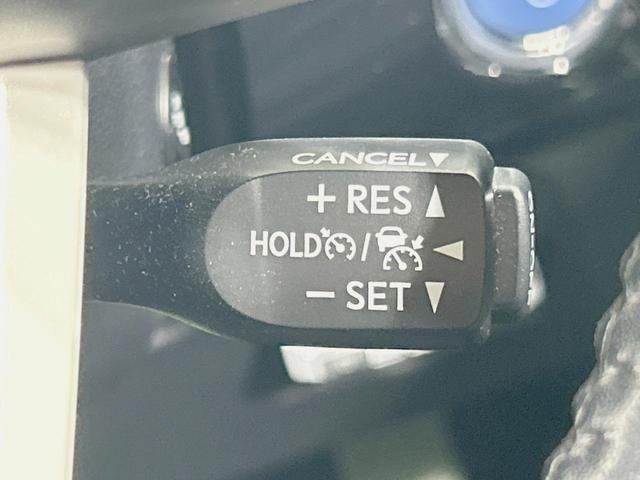 CANCEL▼
+ RES ▲
HOLD / ◀
− SET ▼